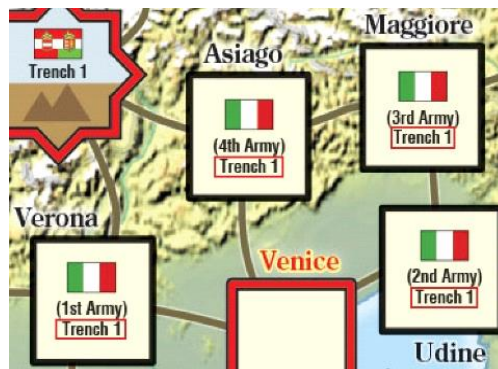 Maggiore
Trench 1
Asiago
(3rd Army)
Trench 1
(4th Army)
Trench 1
Verona
Venice
(1st Army)
Trench 1
(2nd Army)
Trench 1
Udine